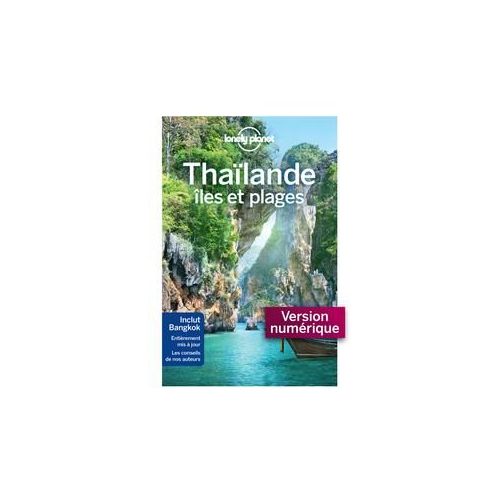 lonely planet
Thaïlande
îles et plages
Version
numérique
Inclut
Bangkok
Entièrement
mis à jour
Les conseils
de nos auteurs